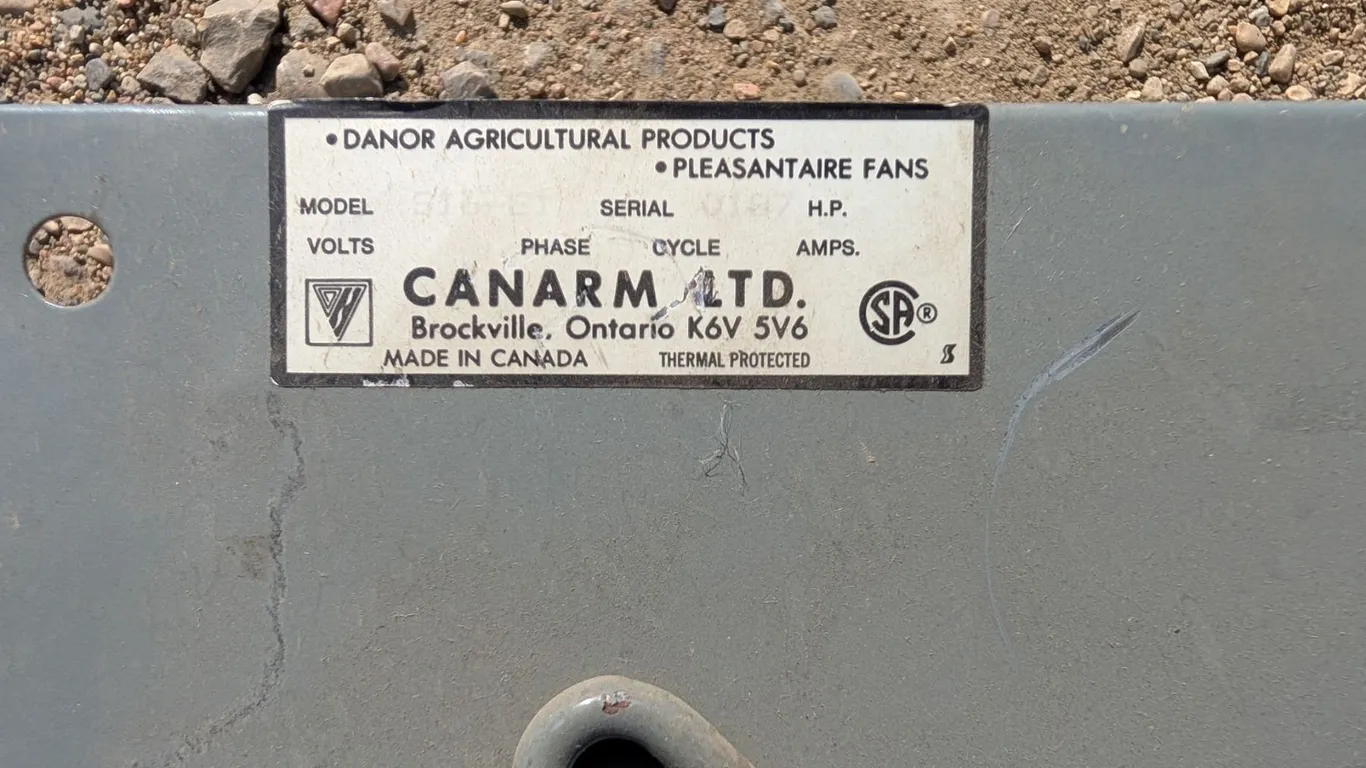 • DANOR AGRICULTURAL PRODUCTS
• PLEASANTAIRE FANS
MODEL SERIAL H.P.
VOLTS PHASE CYCLE AMPS.
CANARM LTD.
Brockville, Ontario K6V 5V6
MADE IN CANADA THERMAL PROTECTED
SA ®